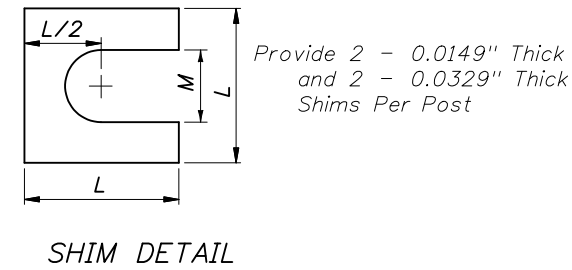 L/2
Provide 2 - 0.0149" Thick
and 2 - 0.0329" Thick
Shims Per Post
M
L
L
SHIM DETAIL